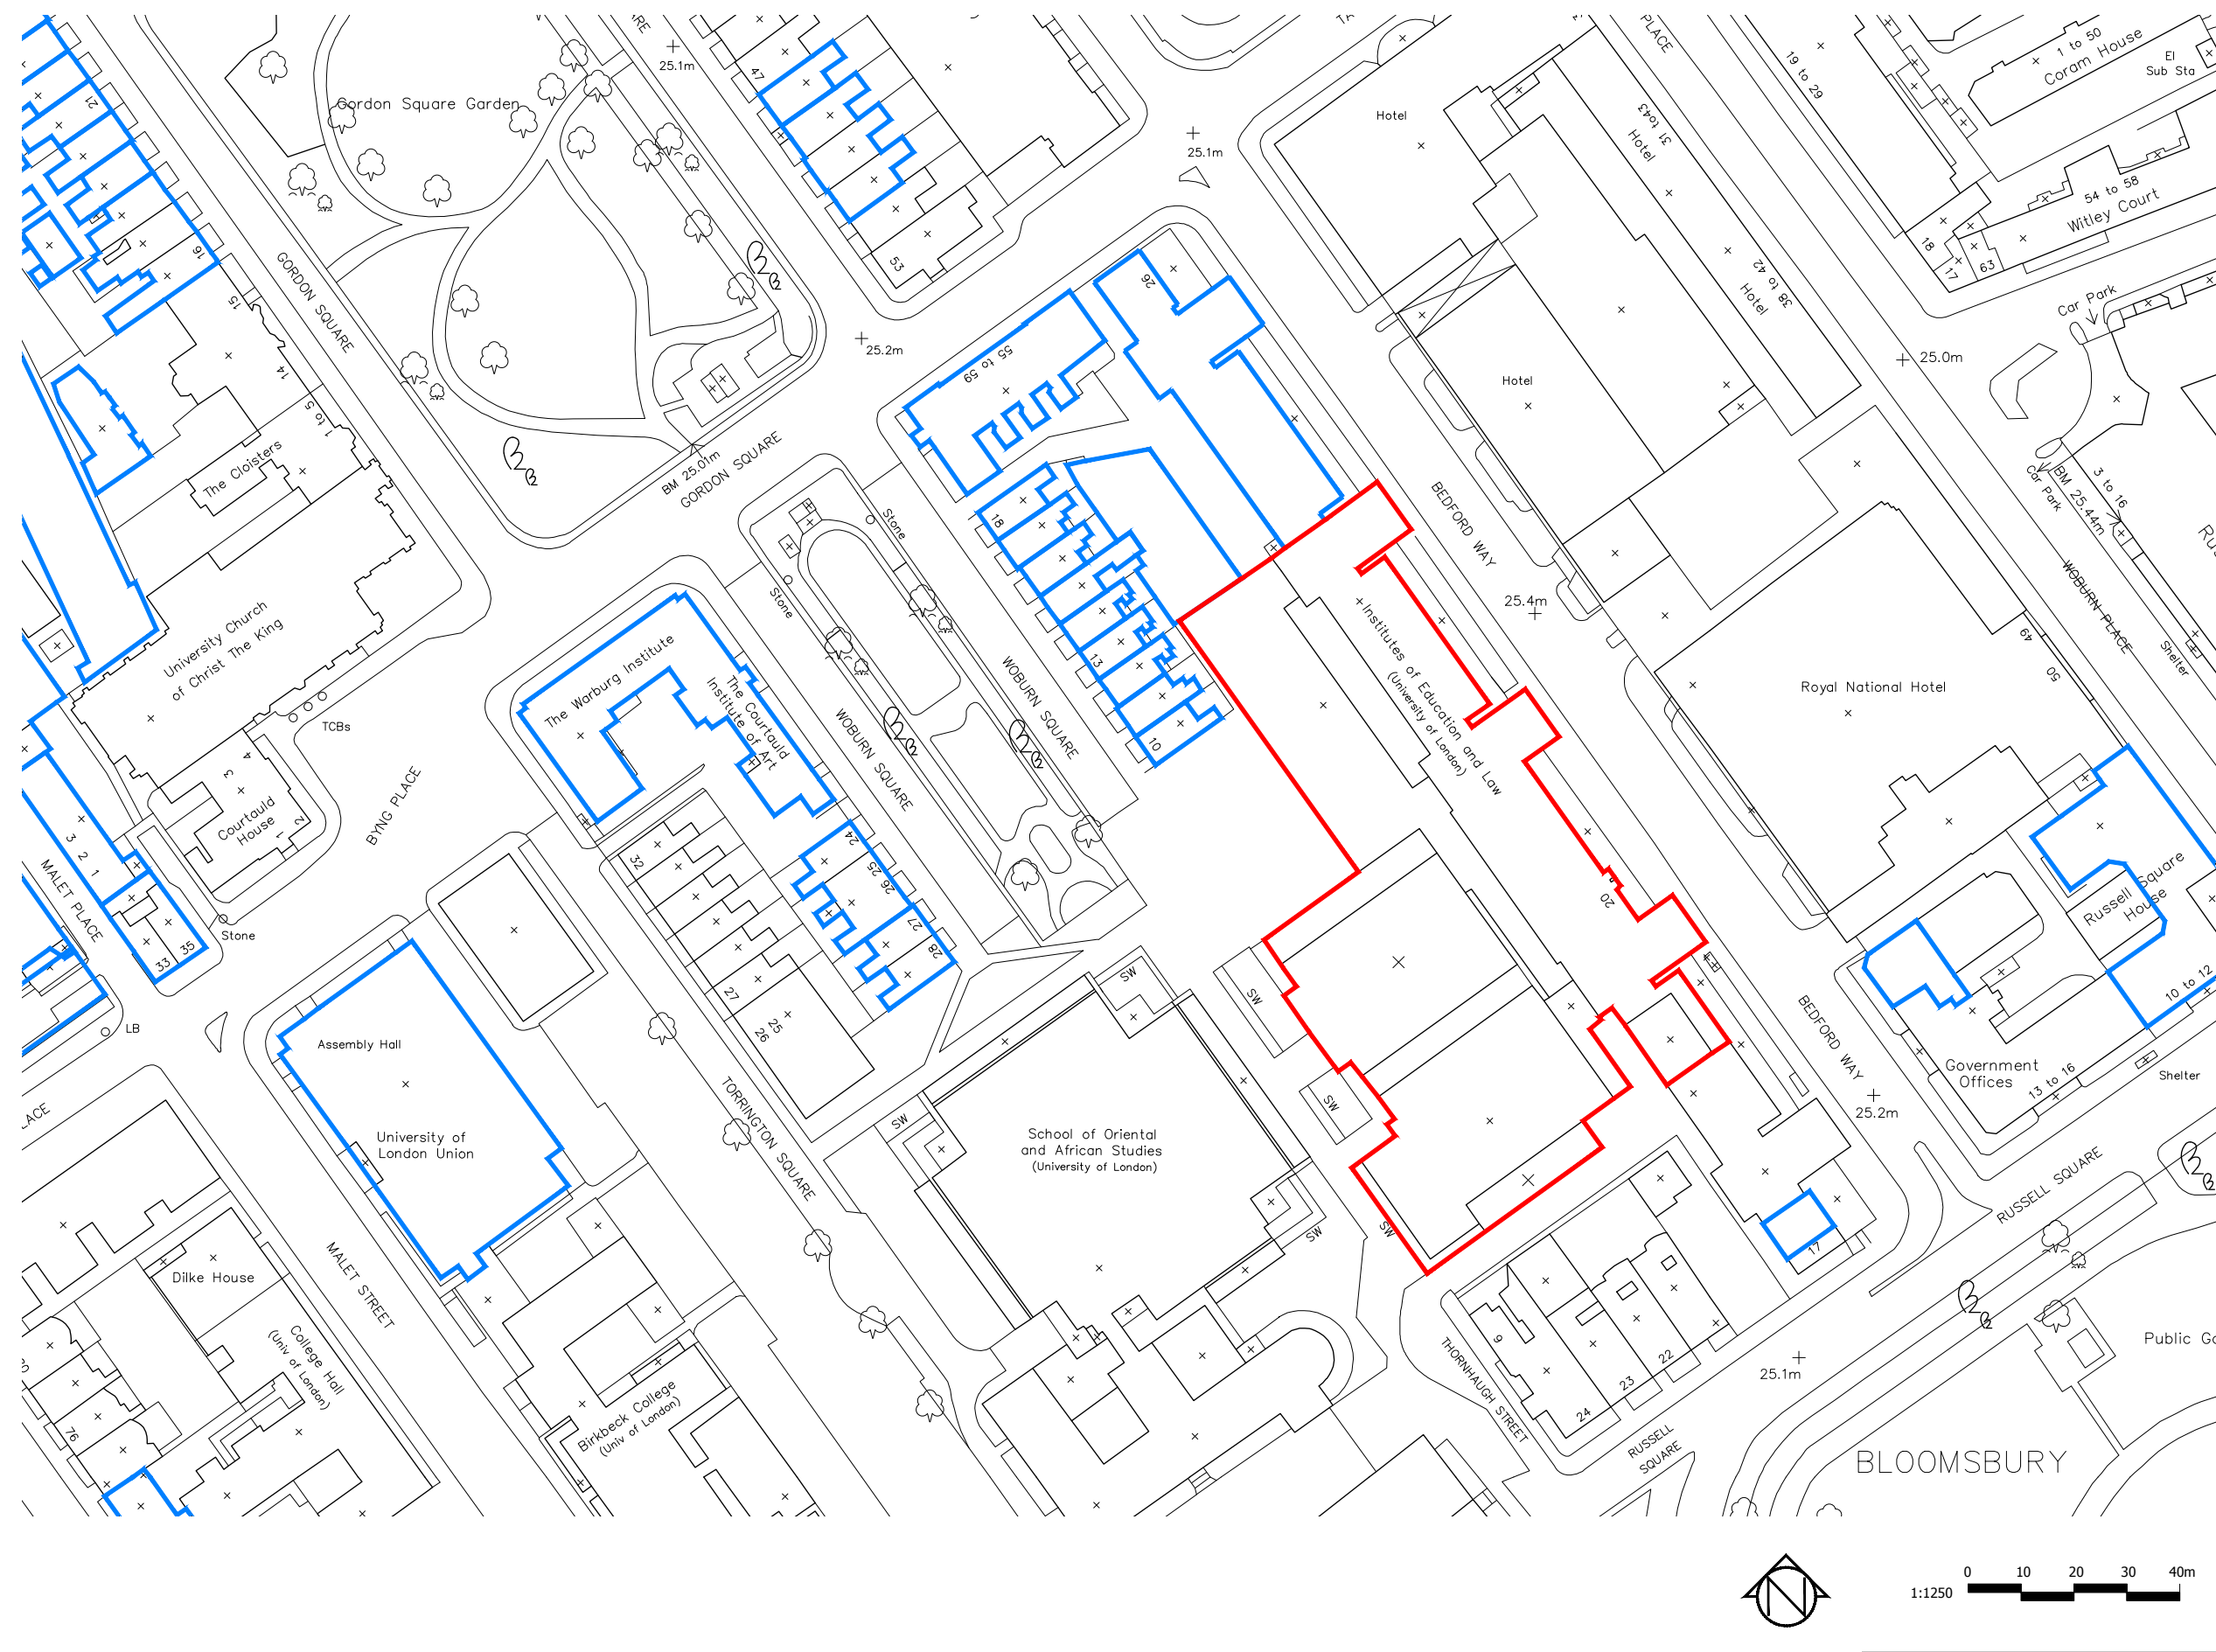 25.1m
47
Gordon Square Garden
21
16
15
14
1 to 5
GORDON SQUARE
The Cloisters
University Church
of Christ The King
TCBs
4
3
Courtauld
House
1
2
BYNG PLACE
3
2
1
MALET PLACE
33
35
Stone
LB
BM 25.01m
GORDON SQUARE
53
25.2m
25.1m
55 to 59
26
18
13
10
Stone
Stone
WOBURN SQUARE
WOBURN SQUARE
The Warburg Institute
The Courtauld
Institute of Art
24
25
26
27
28
32
27
25
26
Hotel
PLACE
31 to43
Hotel
38 to 42
Hotel
Hotel
19 to 29
1 to 50
Coram House
El
Sub Sta
54 to 58
Witley Court
18
17
63
Car Park
25.0m
Car Park
BM 25.44m
3 to 16
WOBURN PLACE
Shelter
49
50
BEDFORD WAY
25.4m
Institutes of Education and Law
(University of London)
20
Royal National Hotel
Russell Square
House
10 to 12
Government
Offices
13 to 16
Shelter
BEDFORD WAY
25.2m
RUSSELL SQUARE
17
SW
SW
SW
SW
SW
SW
School of Oriental
and African Studies
(University of London)
Assembly Hall
University of
London Union
TORRINGTON SQUARE
MALET STREET
Dilke House
College Hall
(Univ of London)
76
Birkbeck College
(Univ of London)
THORNHAUGH STREET
9
24
23
22
RUSSELL
SQUARE
25.1m
BLOOMSBURY
N
1:1250
0
10
20
30
40m